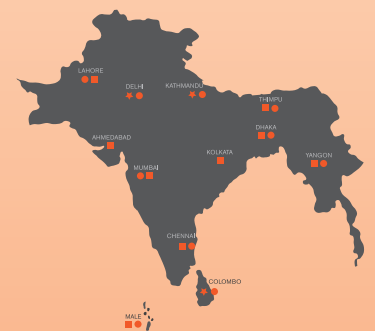 LAHORE
DELHI
KATHMANDU
THIMPU
DHAKA
AHMEDABAD
KOLKATA
YANGON
MUMBAI
CHENNAI
COLOMBO
MALE